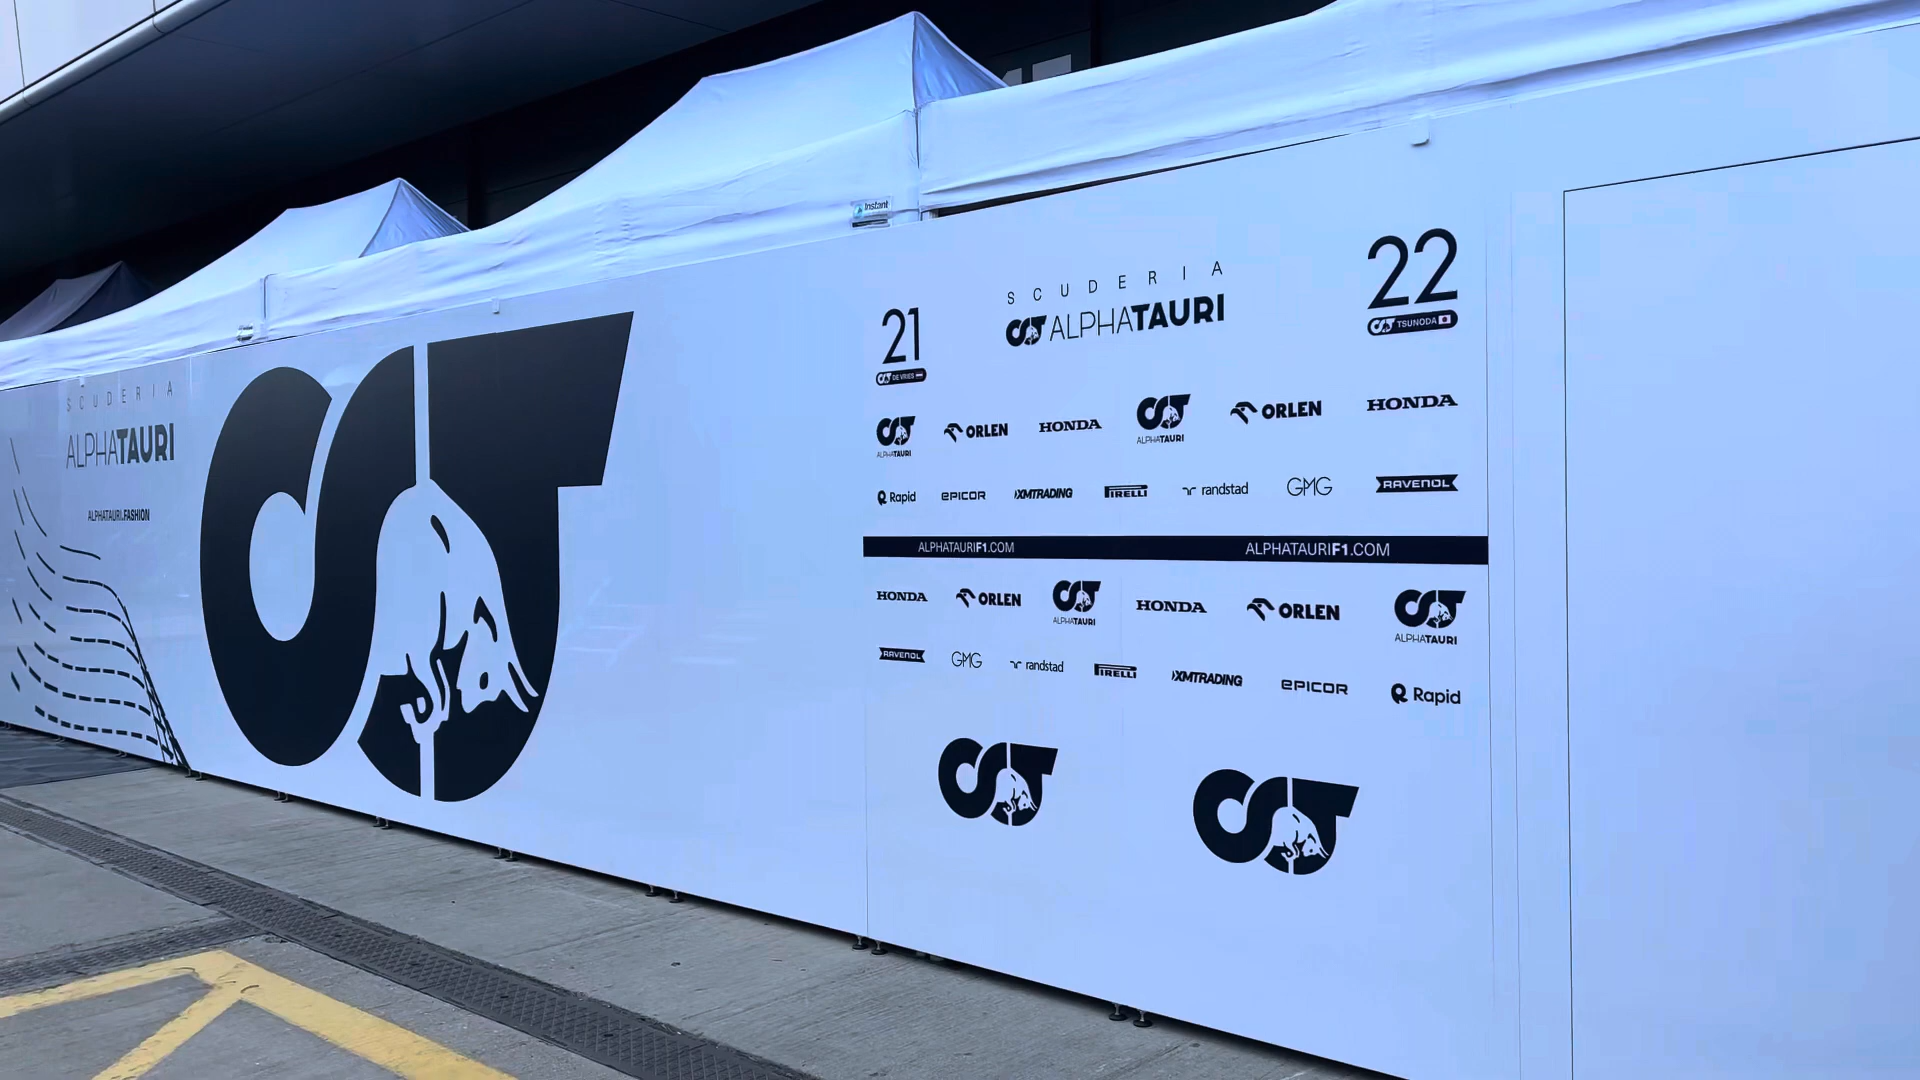 Instant
SCUDERIA
ALPHATAURI
ALPHATAURI.FASHION
21
DE VRIES
SCUDERIA
ALPHATAURI
22
TSUNODA
ALPHATAURI ORLEN HONDA ALPHATAURI ORLEN HONDA
Rapid EPICOR XMTRADING PIRELLI randstad GMG RAVENOL
ALPHATAURIF1.COM ALPHATAURIF1.COM
HONDA ORLEN ALPHATAURI HONDA ORLEN ALPHATAURI
RAVENOL GMG randstad PIRELLI XMTRADING EPICOR Rapid